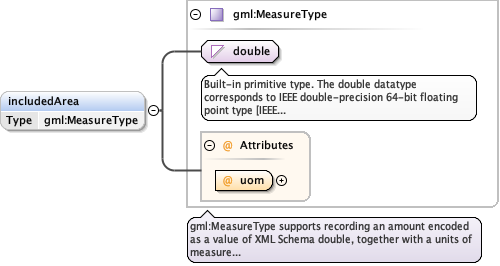 gml:MeasureType
double
Built-in primitive type. The double datatype
corresponds to IEEE double-precision 64-bit floating
point type [IEEE...
includedArea
Type gml:MeasureType
@ Attributes
@ uom
gml:MeasureType supports recording an amount encoded
as a value of XML Schema double, together with a units of
measure...